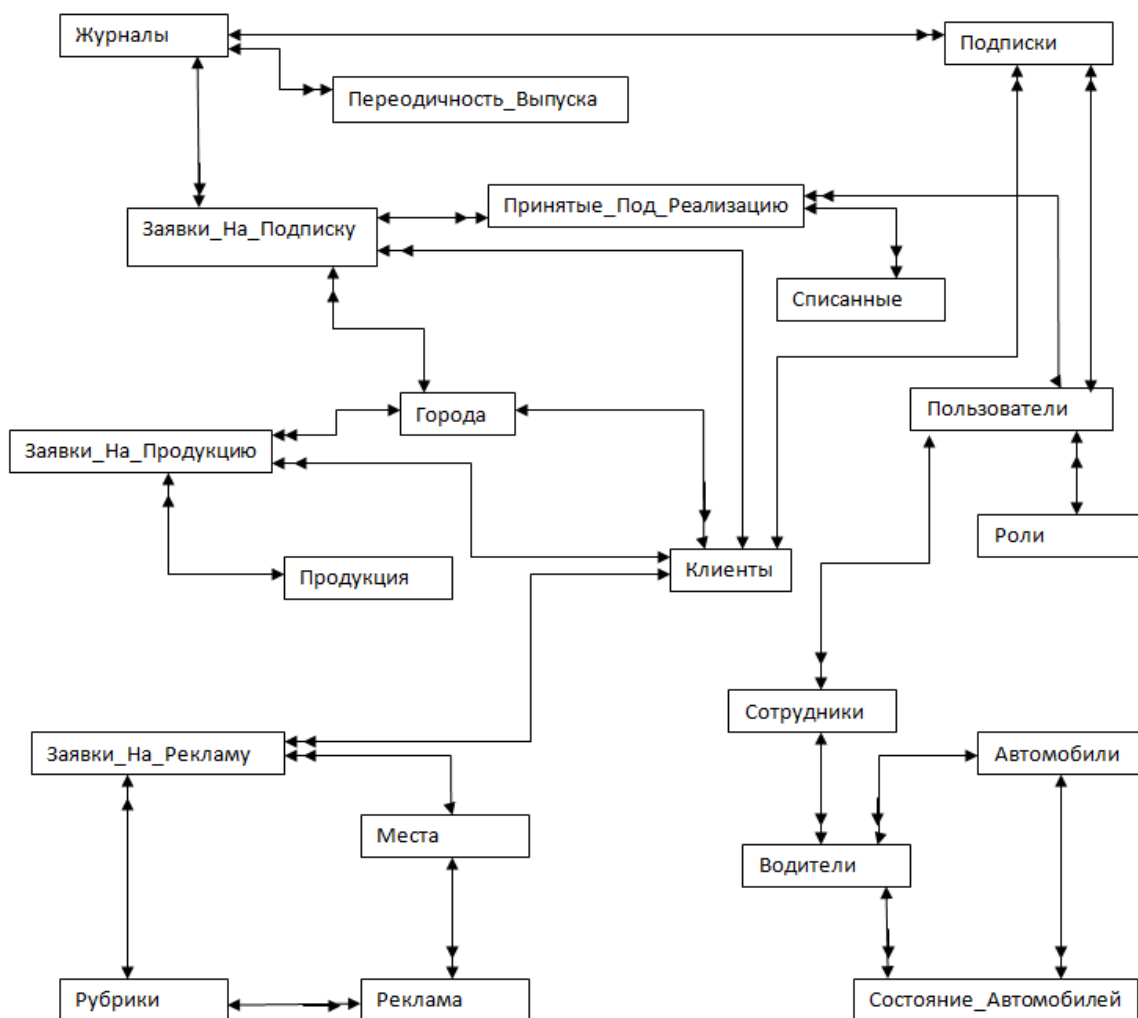 Журналы
Подписки
Переодичность_Выпуска
Принятые_Под_Реализацию
Заявки_На_Подписку
Списанные
Города
Пользователи
Заявки_На_Продукцию
Роли
Продукция
Клиенты
Сотрудники
Заявки_На_Рекламу
Автомобили
Места
Водители
Рубрики
Реклама
Состояние_Автомобилей